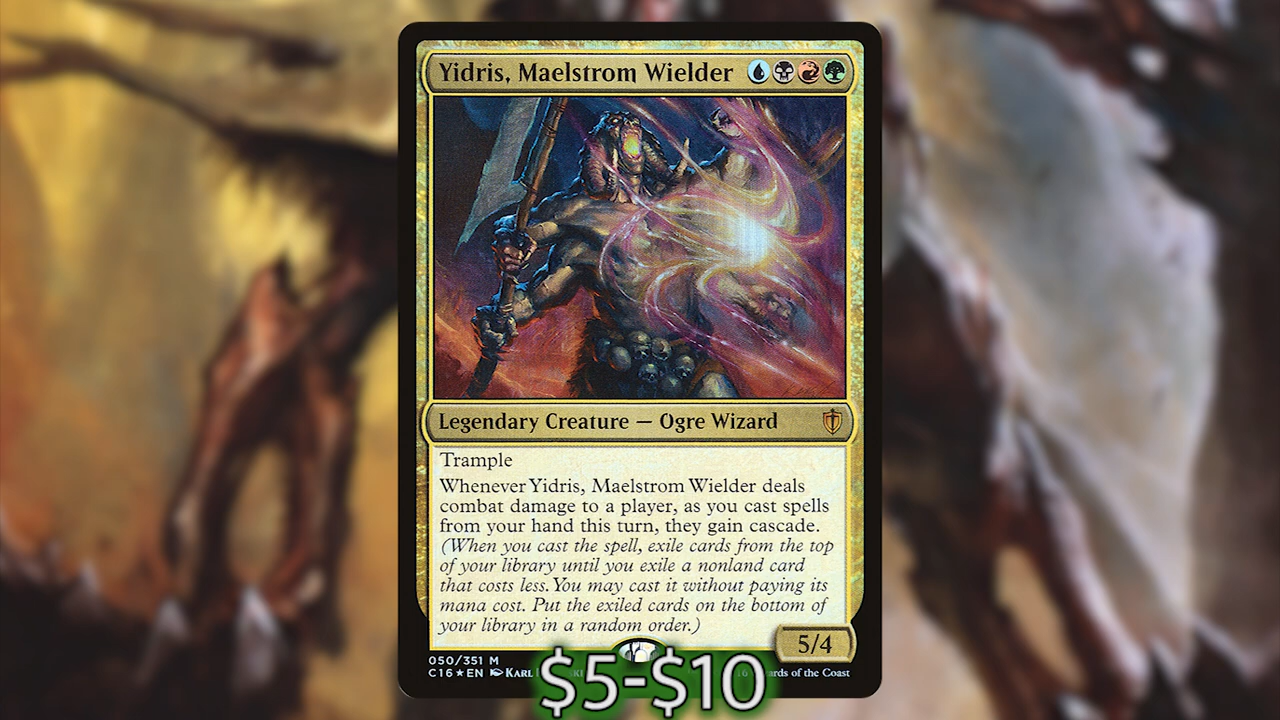 Yidris, Maelstrom Wielder
Legendary Creature — Ogre Wizard
Trample
Whenever Yidris, Maelstrom Wielder deals
combat damage to a player, as you cast spells
from your hand this turn, they gain cascade.
(When you cast the spell, exile cards from the top
of your library until you exile a nonland card
that costs less. You may cast it without paying its
mana cost. Put the exiled cards on the bottom
of your library in a random order.)
5/4
050/351 M
C16★EN Karl of the Coast
$5-$10